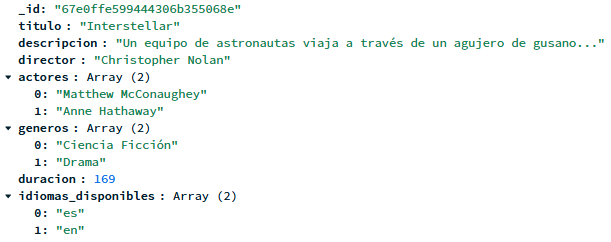 _id: "67e0ffe599444306b355068e"
titulo : "Interstellar"
descripcion : "Un equipo de astronautas viaja a través de un agujero de gusano..."
director : "Christopher Nolan"
actores : Array (2)
0: "Matthew McConaughey"
1: "Anne Hathaway"
generos : Array (2)
0: "Ciencia Ficción"
1: "Drama"
duracion : 169
idiomas_disponibles : Array (2)
0: "es"
1: "en"